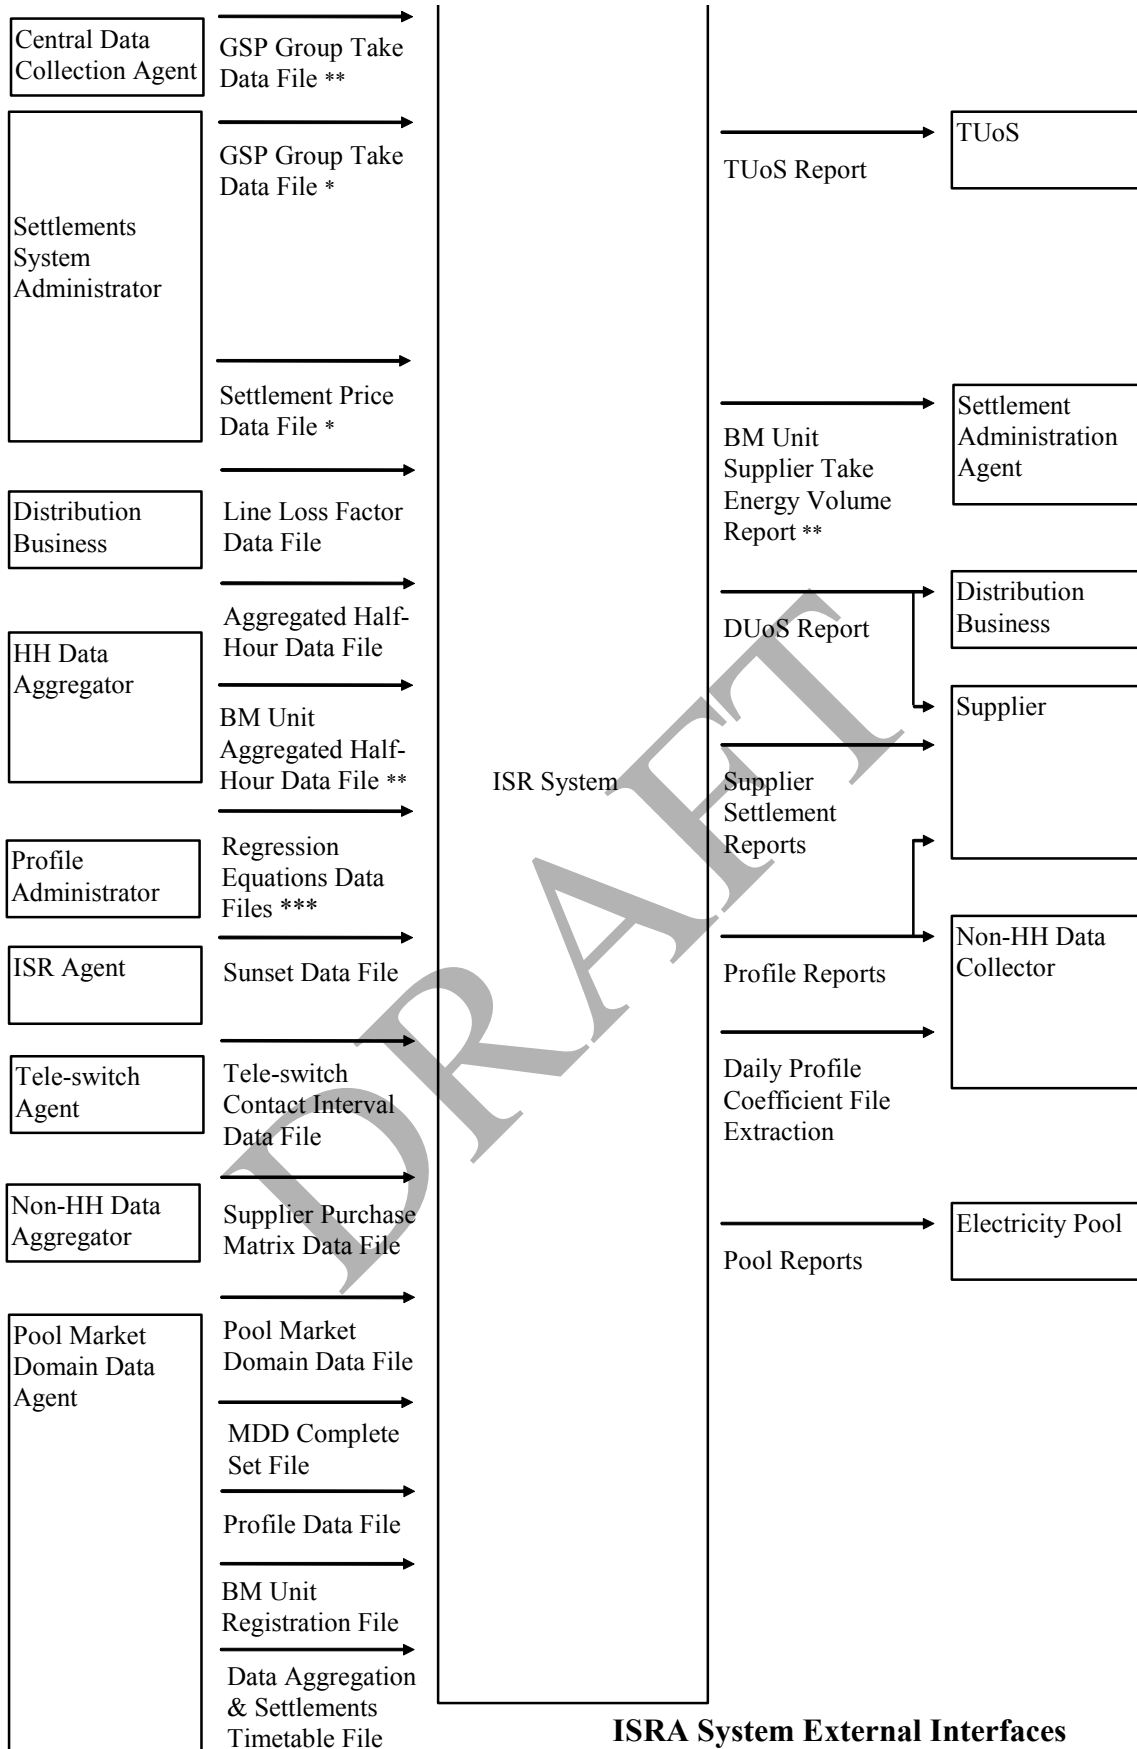 Central Data
Collection Agent
GSP Group Take
Data File **
Settlements
System
Administrator
GSP Group Take
Data File *
Settlement Price
Data File *
Distribution
Business
Line Loss Factor
Data File
HH Data
Aggregator
Aggregated Half-
Hour Data File
BM Unit
Aggregated Half-
Hour Data File **
Profile
Administrator
Regression
Equations Data
Files ***
ISR Agent
Sunset Data File
Tele-switch
Agent
Tele-switch
Contact Interval
Data File
Non-HH Data
Aggregator
Supplier Purchase
Matrix Data File
Pool Market
Domain Data
Agent
Pool Market
Domain Data File
MDD Complete
Set File
Profile Data File
BM Unit
Registration File
Data Aggregation
& Settlements
Timetable File
ISR System
DRAFT
TUoS Report
TUoS
BM Unit
Supplier Take
Energy Volume
Report **
Settlement
Administration
Agent
DUoS Report
Distribution
Business
Supplier
Supplier
Settlement
Reports
Profile Reports
Non-HH Data
Collector
Daily Profile
Coefficient File
Extraction
Pool Reports
Electricity Pool
ISRA System External Interfaces